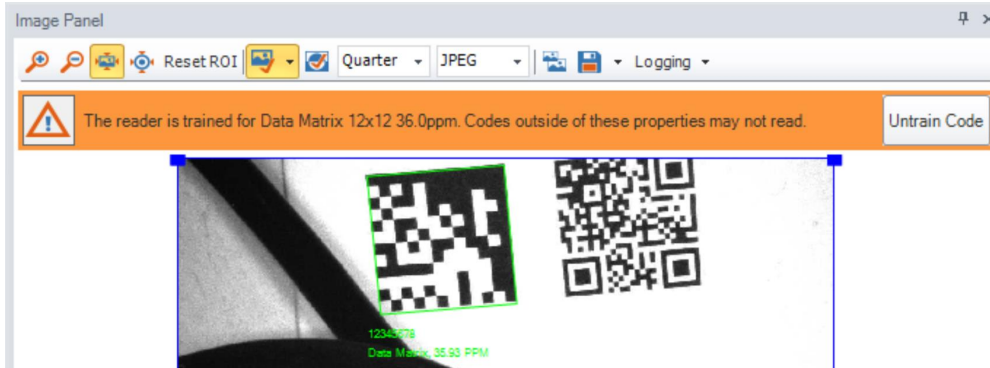 Image Panel
Reset ROI Quarter JPEG Logging
The reader is trained for Data Matrix 12x12 36.0ppm. Codes outside of these properties may not read. Untrain Code
12345678
Data Matrix, 35.93 PPM